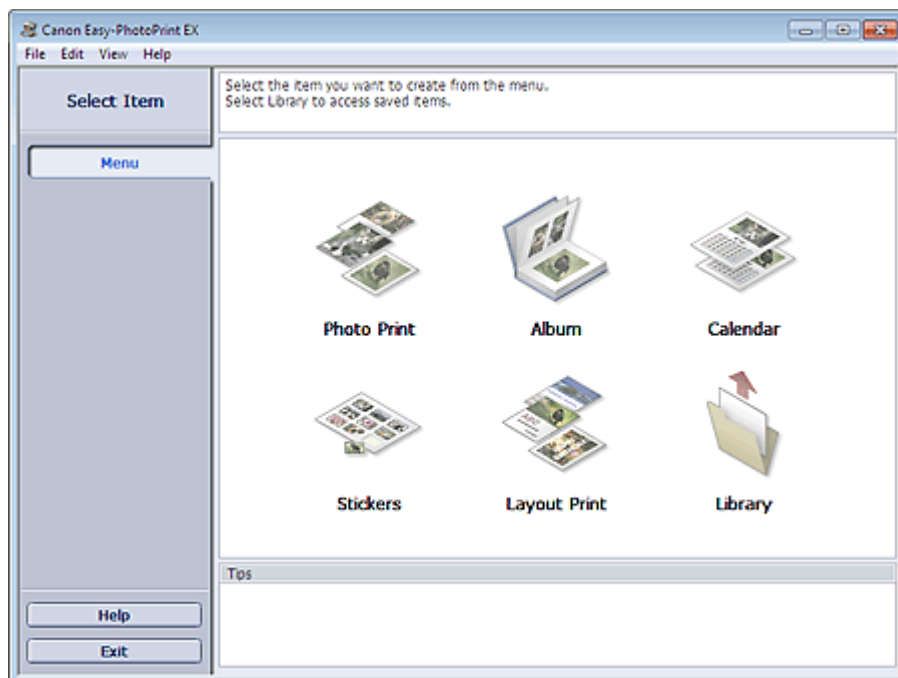 Canon Easy-PhotoPrint EX
File Edit View Help
Select Item
Select the item you want to create from the menu.
Select Library to access saved items.
Menu
Photo Print
Album
Calendar
Stickers
Layout Print
Library
Tips
Help
Exit